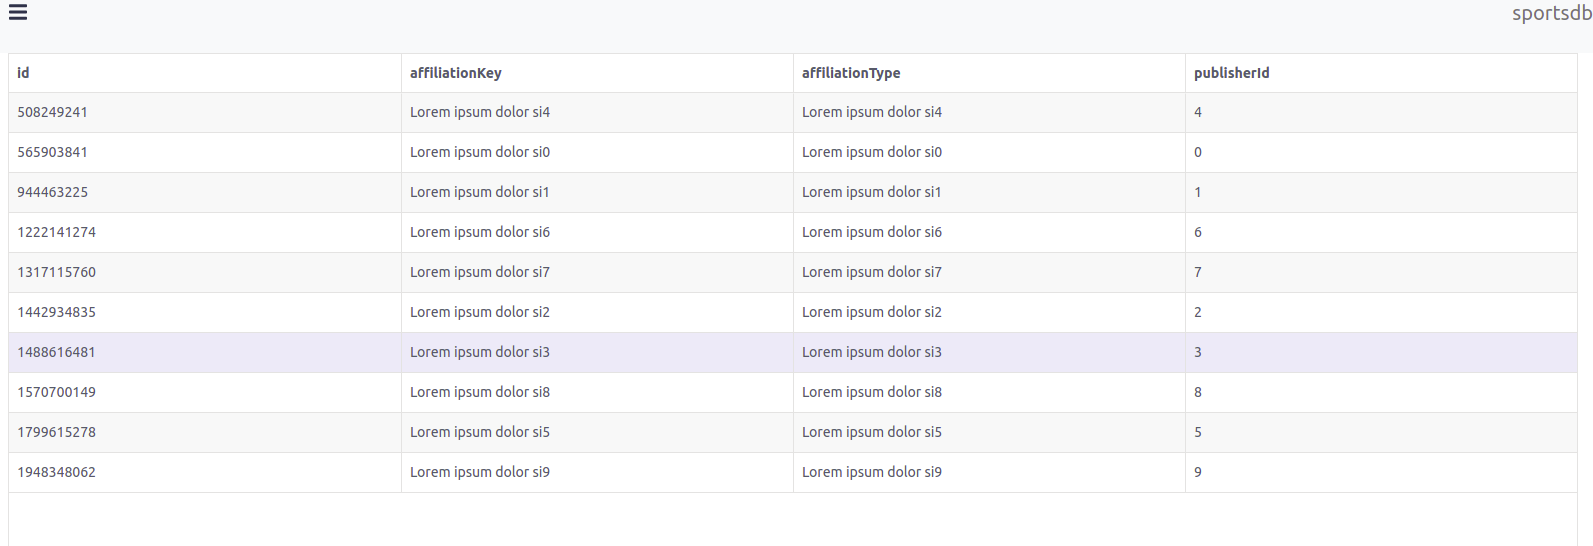 sportsdb
id affiliationKey affiliationType publisherId
508249241 Lorem ipsum dolor si4 Lorem ipsum dolor si4 4
565903841 Lorem ipsum dolor si0 Lorem ipsum dolor si0 0
944463225 Lorem ipsum dolor si1 Lorem ipsum dolor si1 1
1222141274 Lorem ipsum dolor si6 Lorem ipsum dolor si6 6
1317115760 Lorem ipsum dolor si7 Lorem ipsum dolor si7 7
1442934835 Lorem ipsum dolor si2 Lorem ipsum dolor si2 2
1488616481 Lorem ipsum dolor si3 Lorem ipsum dolor si3 3
1570700149 Lorem ipsum dolor si8 Lorem ipsum dolor si8 8
1799615278 Lorem ipsum dolor si5 Lorem ipsum dolor si5 5
1948348062 Lorem ipsum dolor si9 Lorem ipsum dolor si9 9